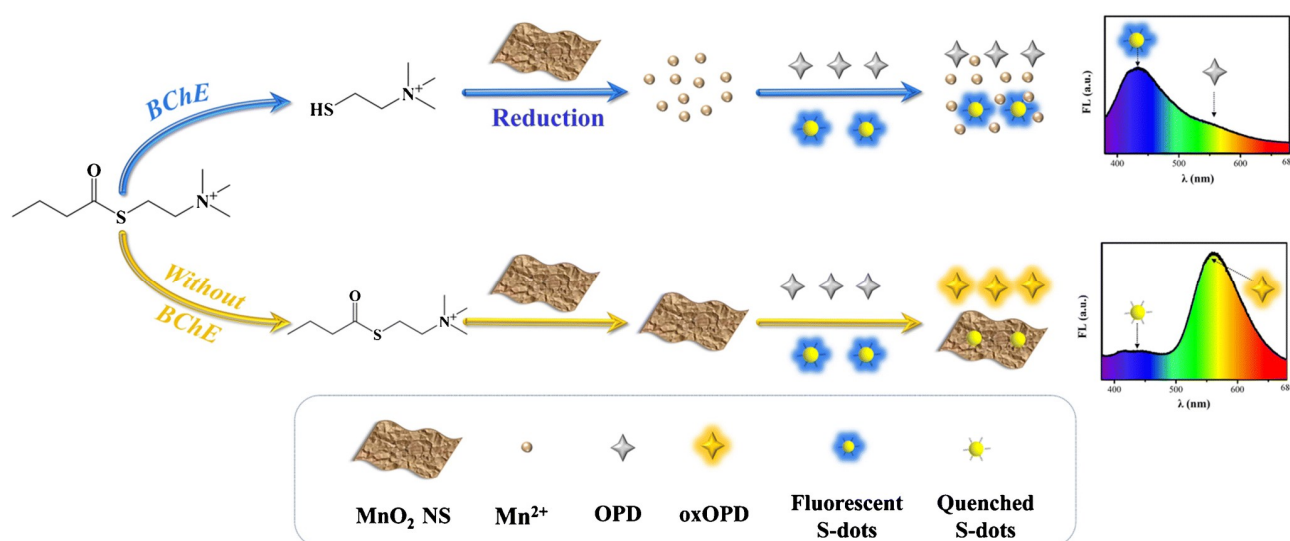 BChE
HS
N+
Reduction
FL (a.u.)
400
500
600
68
λ (nm)
O
S
N+
Without
BChE
O
S
N+
FL (a.u.)
400
500
600
68
λ (nm)
MnO2 NS
Mn2+
OPD
oxOPD
Fluorescent
S-dots
Quenched
S-dots